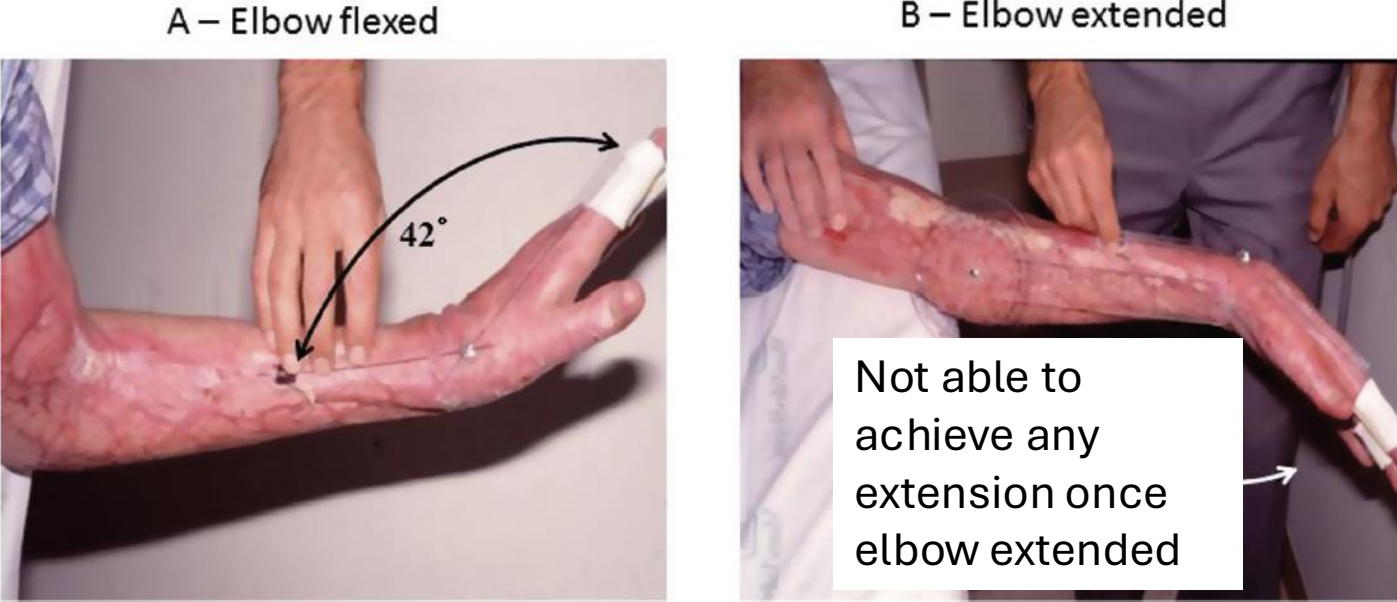 A – Elbow flexed
B – Elbow extended
42°
Not able to
achieve any
extension once
elbow extended